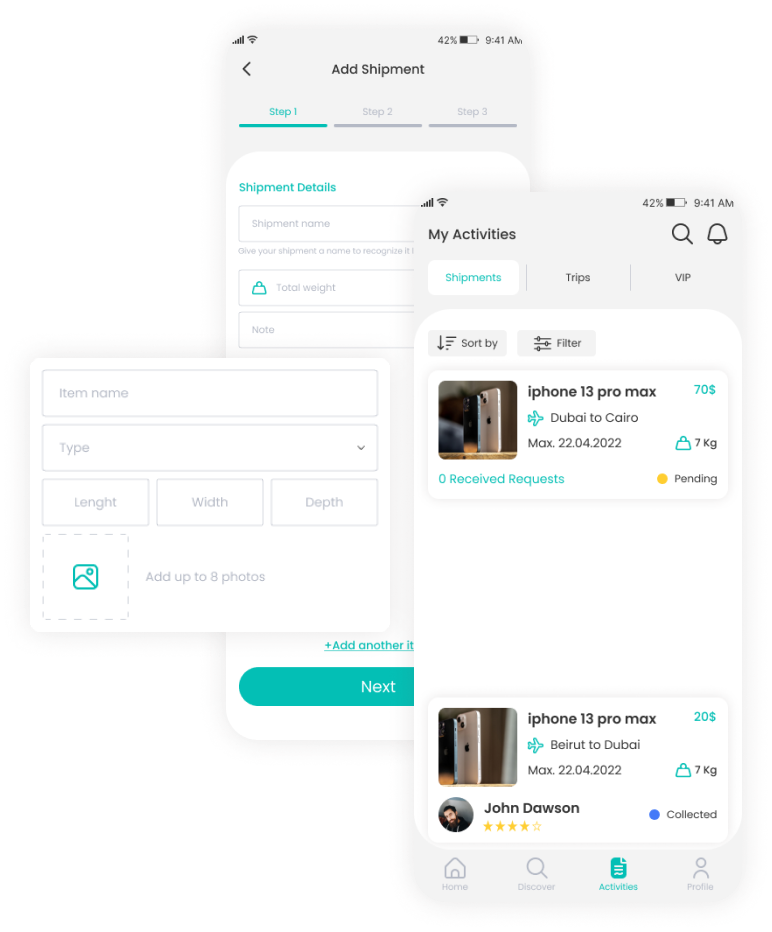 42% 9:41 AM
Add Shipment
Step 1 Step 2 Step 3
Shipment Details
Shipment name
Give your shipment a name to recognize it
Total weight
Note
Item name
Type
Lenght Width Depth
Add up to 8 photos
+Add another it
Next
42% 9:41 AM
My Activities
Shipments Trips VIP
Sort by Filter
iphone 13 pro max 70$
Dubai to Cairo
Max. 22.04.2022 7 Kg
0 Received Requests Pending
iphone 13 pro max 20$
Beirut to Dubai
Max. 22.04.2022 7 Kg
John Dawson
Collected
Home Discover Activities Profile